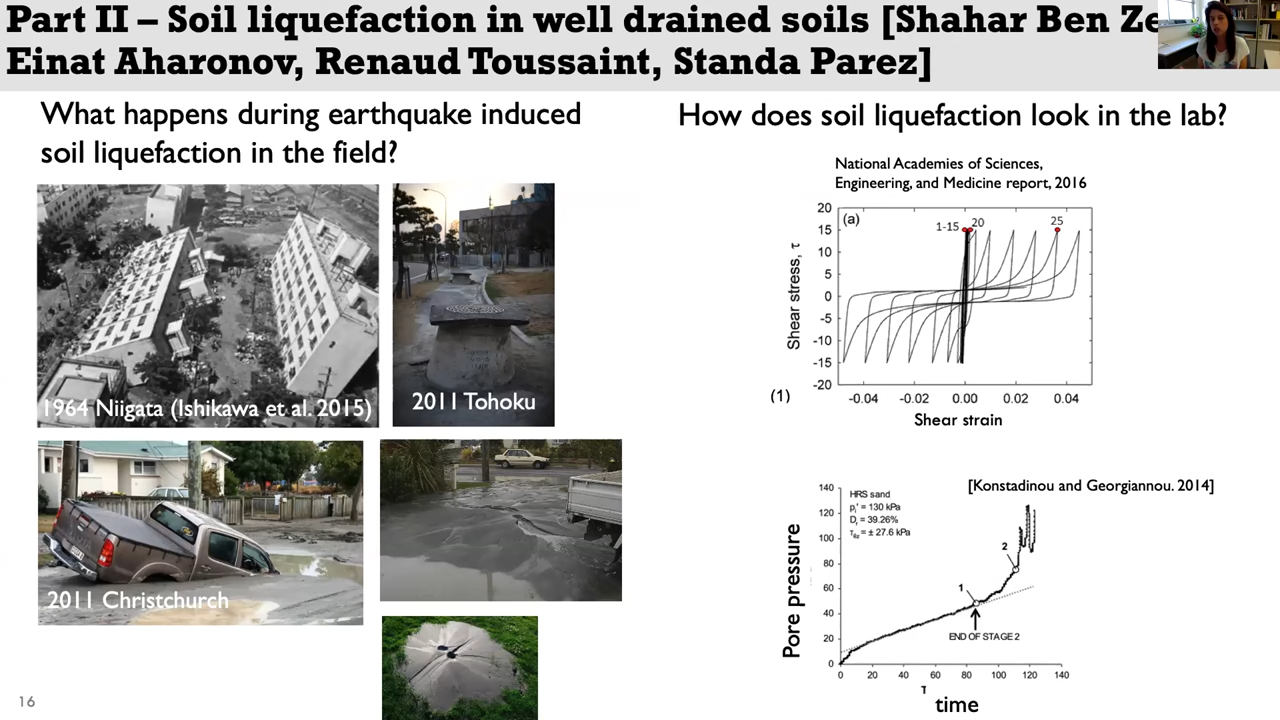 Part II – Soil liquefaction in well drained soils [Shahar Ben Ze
Einat Aharonov, Renaud Toussaint, Standa Parez]
What happens during earthquake induced
soil liquefaction in the field?
1964 Niigata (Ishikawa et al. 2015)
2011 Tohoku
2011 Christchurch
16
How does soil liquefaction look in the lab?
National Academies of Sciences,
Engineering, and Medicine report, 2016
(a)
1-15
20
25
20
15
10
5
0
-5
-10
-15
-20
Shear stress, τ
-0.04 -0.02 0.00 0.02 0.04
Shear strain
(1)
[Konstadinou and Georgiannou. 2014]
HRS sand
Pore pressure
140
120
100
80
60
40
20
0
2
1
END OF STAGE 2
0 20 40 60 80 100 120 140
time